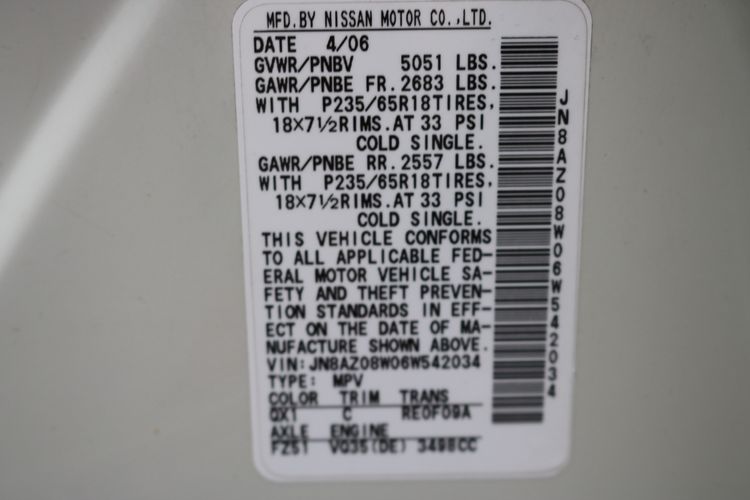 MFD.BY NISSAN MOTOR CO.,LTD.
DATE 4/06
GVWR/PNBV 5051 LBS.
GAWR/PNBE FR. 2683 LBS.
WITH P235/65R18TIRES,
18×7½RIMS.AT 33 PSI
COLD SINGLE.
GAWR/PNBE RR. 2557 LBS.
WITH P235/65R18TIRES,
18×7½RIMS.AT 33 PSI
COLD SINGLE.
THIS VEHICLE CONFORMS
TO ALL APPLICABLE FED-
ERAL MOTOR VEHICLE SA-
FETY AND THEFT PREVEN-
TION STANDARDS IN EFF-
ECT ON THE DATE OF MA-
NUFACTURE SHOWN ABOVE.
VIN:JN8AZ08W06W542034
TYPE: MPV
COLOR TRIM TRANS
QX1 C RE0F09A
AXLE ENGINE
FZ51 VQ35(DE) 3498CC
JN8AZ08W06W542034